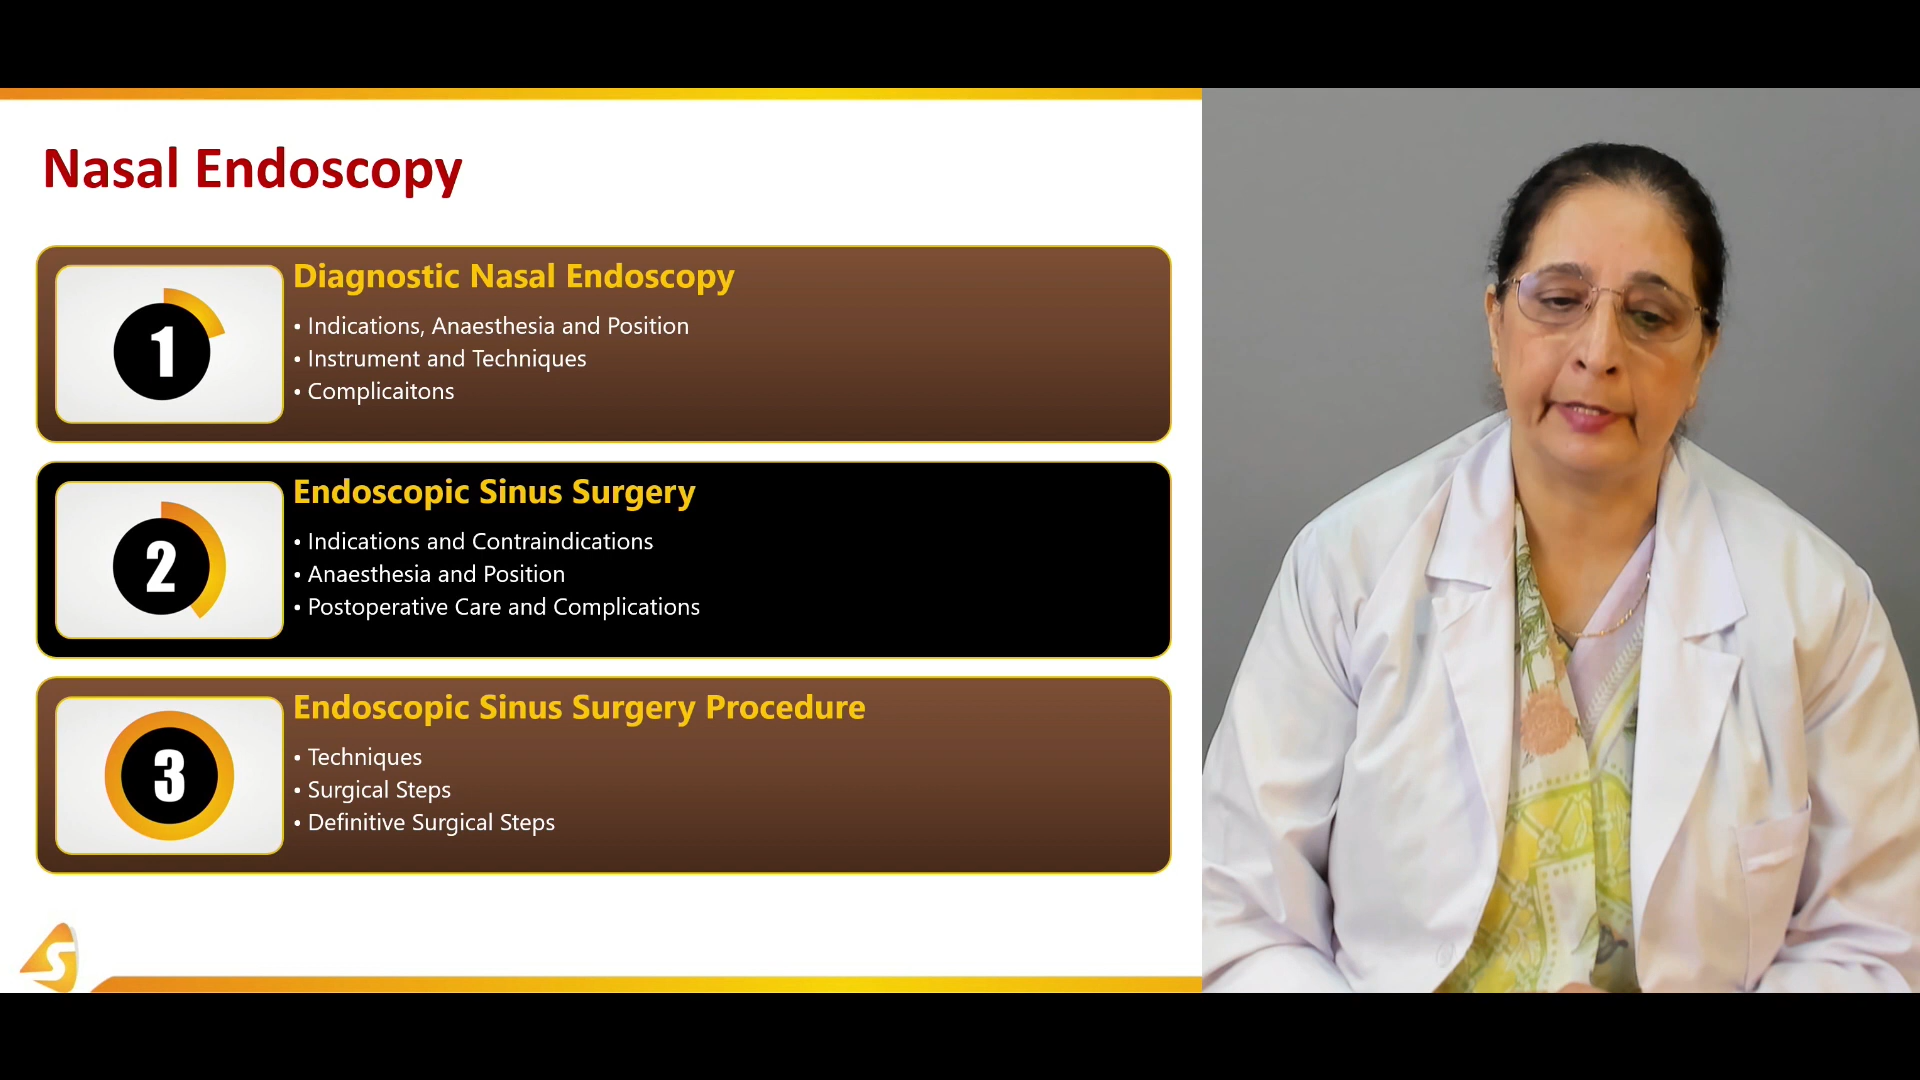 Nasal Endoscopy
1
Diagnostic Nasal Endoscopy
• Indications, Anaesthesia and Position
• Instrument and Techniques
• Complicaitons
2
Endoscopic Sinus Surgery
• Indications and Contraindications
• Anaesthesia and Position
• Postoperative Care and Complications
3
Endoscopic Sinus Surgery Procedure
• Techniques
• Surgical Steps
• Definitive Surgical Steps
S